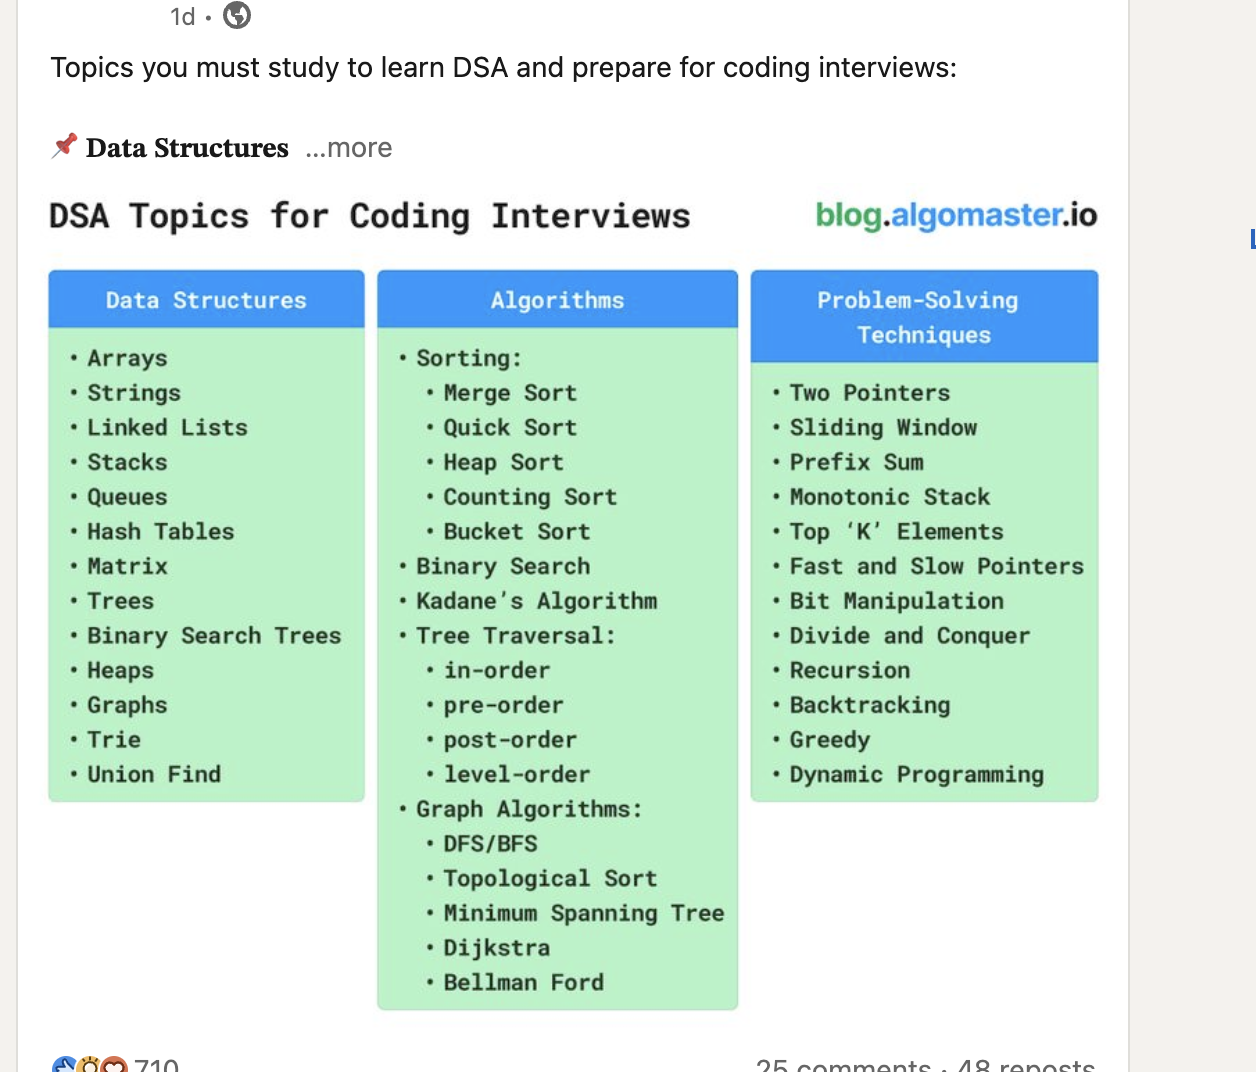 1d •
Topics you must study to learn DSA and prepare for coding interviews:
📌 Data Structures ...more
DSA Topics for Coding Interviews
blog.algomaster.io
Data Structures
• Arrays
• Strings
• Linked Lists
• Stacks
• Queues
• Hash Tables
• Matrix
• Trees
• Binary Search Trees
• Heaps
• Graphs
• Trie
• Union Find
Algorithms
• Sorting:
• Merge Sort
• Quick Sort
• Heap Sort
• Counting Sort
• Bucket Sort
• Binary Search
• Kadane's Algorithm
• Tree Traversal:
• in-order
• pre-order
• post-order
• level-order
• Graph Algorithms:
• DFS/BFS
• Topological Sort
• Minimum Spanning Tree
• Dijkstra
• Bellman Ford
Problem-Solving
Techniques
• Two Pointers
• Sliding Window
• Prefix Sum
• Monotonic Stack
• Top ‘K’ Elements
• Fast and Slow Pointers
• Bit Manipulation
• Divide and Conquer
• Recursion
• Backtracking
• Greedy
• Dynamic Programming
710
25 comments · 48 reposts